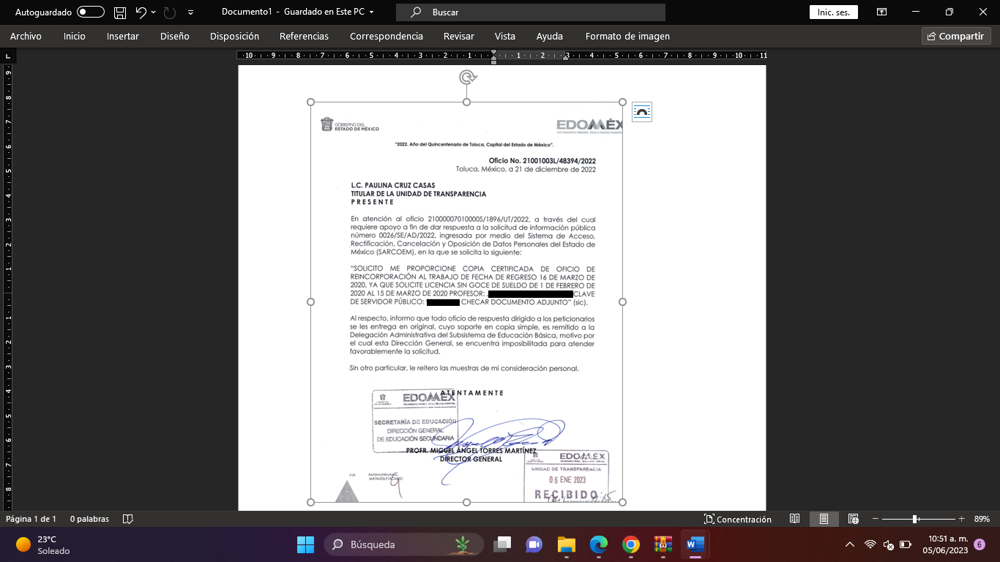 Autoguardado
Documento1 - Guardado en Este PC
Buscar
Inic. ses.
Archivo Inicio Insertar Diseño Disposición Referencias Correspondencia Revisar Vista Ayuda Formato de imagen
Compartir
GOBIERNO DEL
ESTADO DE MÉXICO
EDOMÉX
"2022. Año del Quincentenario de Toluca, Capital del Estado de México".
Oficio No. 21001003L/48394/2022
Toluca, México, a 21 de diciembre de 2022
L.C. PAULINA CRUZ CASAS
TITULAR DE LA UNIDAD DE TRANSPARENCIA
P R E S E N T E
En atención al oficio 21000007010000S/1896/UT/2022, a través del cual
requiere apoyo a fin de dar respuesta a la solicitud de información pública
número 0026/SE/AD/2022, ingresada por medio del Sistema de Acceso,
Rectificación, Cancelación y Oposición de Datos Personales del Estado de
México (SARCOEM), en la que se solicita lo siguiente:
"SOLICITO ME PROPORCIONE COPIA CERTIFICADA DE OFICIO DE
REINCORPORACIÓN AL TRABAJO DE FECHA DE REGRESO 16 DE MARZO DE
2020, YA QUE SOLICITE LICENCIA SIN GOCE DE SUELDO DE 1 DE FEBRERO DE
2020 AL 15 DE MARZO DE 2020 PROFESOR: CLAVE
DE SERVIDOR PÚBLICO: CHECAR DOCUMENTO ADJUNTO" (sic).
Al respecto, informo que todo oficio de respuesta dirigido a los peticionarios
se les entrega en original, cuyo soporte en copia simple, es remitido a la
Delegación Administrativa del Subsistema de Educación Básica, motivo por
el cual esta Dirección General, se encuentra imposibilitada para atender
favorablemente la solicitud.
Sin otro particular, le reitero las muestras de mi consideración personal.
A T E N T A M E N T E
EDOMÉX
SECRETARÍA DE EDUCACIÓN
DIRECCIÓN GENERAL
DE EDUCACIÓN SECUNDARIA
PROFR. MIGUEL ÁNGEL TORRES MARTÍNEZ
DIRECTOR GENERAL
EDOMÉX
UNIDAD DE TRANSPARENCIA
06 ENE 2023
RECIBIDO
Archivo/Minutario.
Página 1 de 1 0 palabras
Concentración
89%
23°C
Soleado
Búsqueda
10:51 a. m.
05/06/2023
6